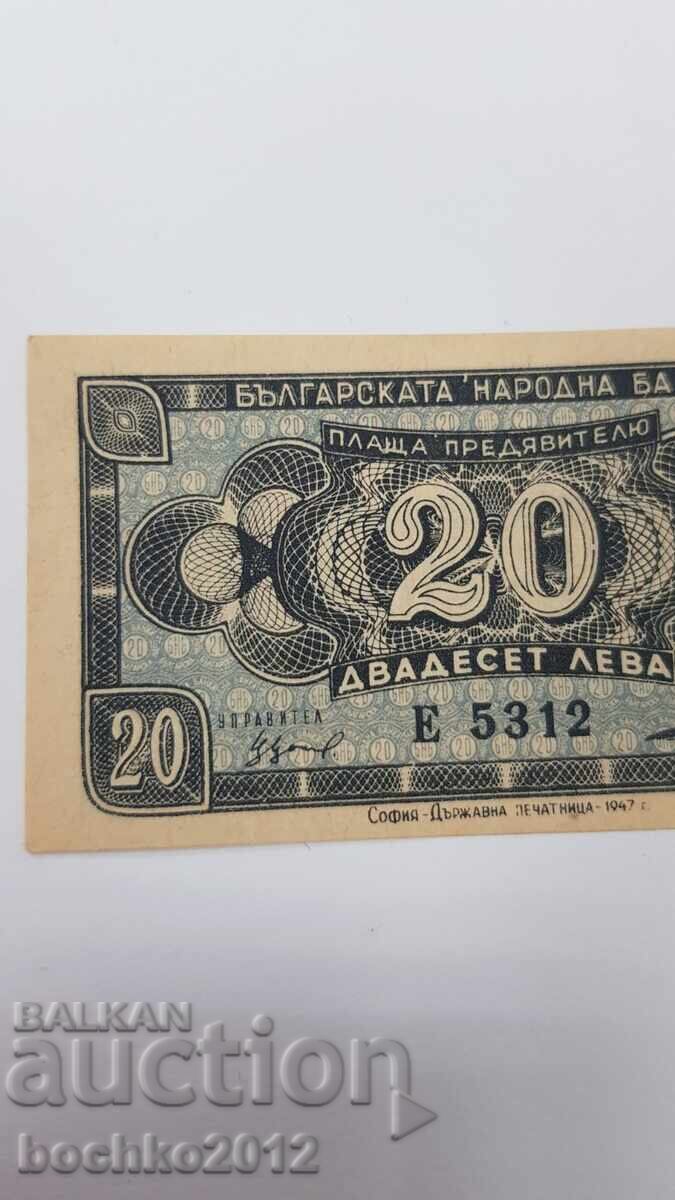 БЪЛГАРСКАТА НАРОДНА БА
ПЛАЩА ПРЕДЯВИТЕЛЮ
20
ДВАДЕСЕТ ЛЕВА
УПРАВИТЕЛ
Е 5312
20
СОФИЯ - ДЪРЖАВНА ПЕЧАТНИЦА - 1947 г.
BALKAN
auction
bochko2012